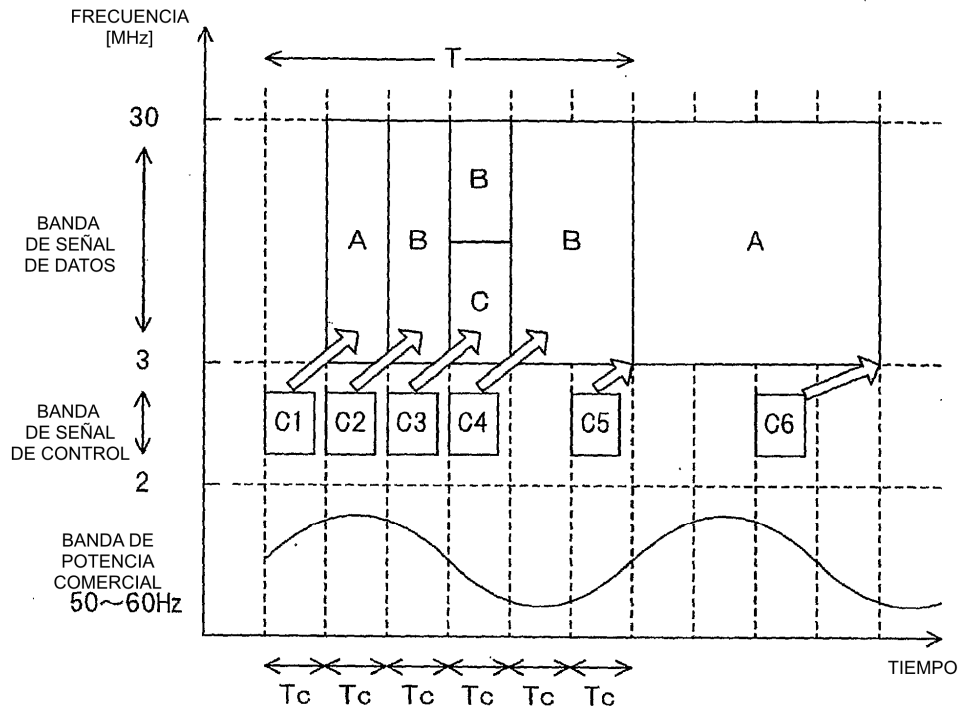 FRECUENCIA
[MHz]
T
30
BANDA
DE SEÑAL
DE DATOS
A
B
B
C
B
A
3
BANDA
DE SEÑAL
DE CONTROL
C1
C2
C3
C4
C5
C6
2
BANDA DE
POTENCIA
COMERCIAL
50~60Hz
TIEMPO
Tc
Tc
Tc
Tc
Tc
Tc